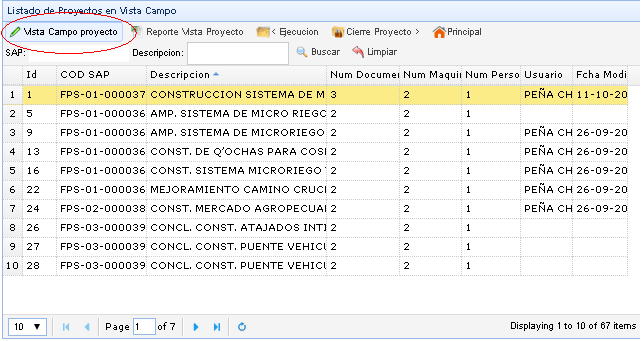 Listado de Proyectos en Vista Campo
Vista Campo proyecto Reporte Vista Proyecto < Ejecucion Cierre Proyecto > Principal
SAP: Descripcion: Buscar Limpiar
Id COD SAP Descripcion Num Documen Num Maquin Num Perso Usuario Fcha Modi
1 1 FPS-01-000037 CONSTRUCCION SISTEMA DE M 3 2 1 PEÑA CH 11-10-20
2 5 FPS-01-000036 AMP. SISTEMA DE MICRO RIEGO 2 2 1
3 9 FPS-01-000036 AMP. SISTEMA DE MICRORIEGO 2 2 1 PEÑA CH 26-09-20
4 13 FPS-01-000036 CONST. DE Q'OCHAS PARA COS 2 2 1 PEÑA CH 26-09-20
5 16 FPS-01-000036 CONST. SISTEMA MICRORIEGO 2 2 1 PEÑA CH 26-09-20
6 22 FPS-01-000036 MEJORAMIENTO CAMINO CRUC 2 2 1 PEÑA CH 26-09-20
7 24 FPS-02-000038 CONST. MERCADO AGROPECUA 2 2 1 PEÑA CH 26-09-20
8 26 FPS-03-000039 CONCL. CONST. ATAJADOS INT 2 2 1
9 27 FPS-03-000039 CONCL. CONST. PUENTE VEHICU 2 2 1
10 28 FPS-03-000039 CONCL. CONST. PUENTE VEHICU 2 2 1
10 Page 1 of 7 Displaying 1 to 10 of 67 items